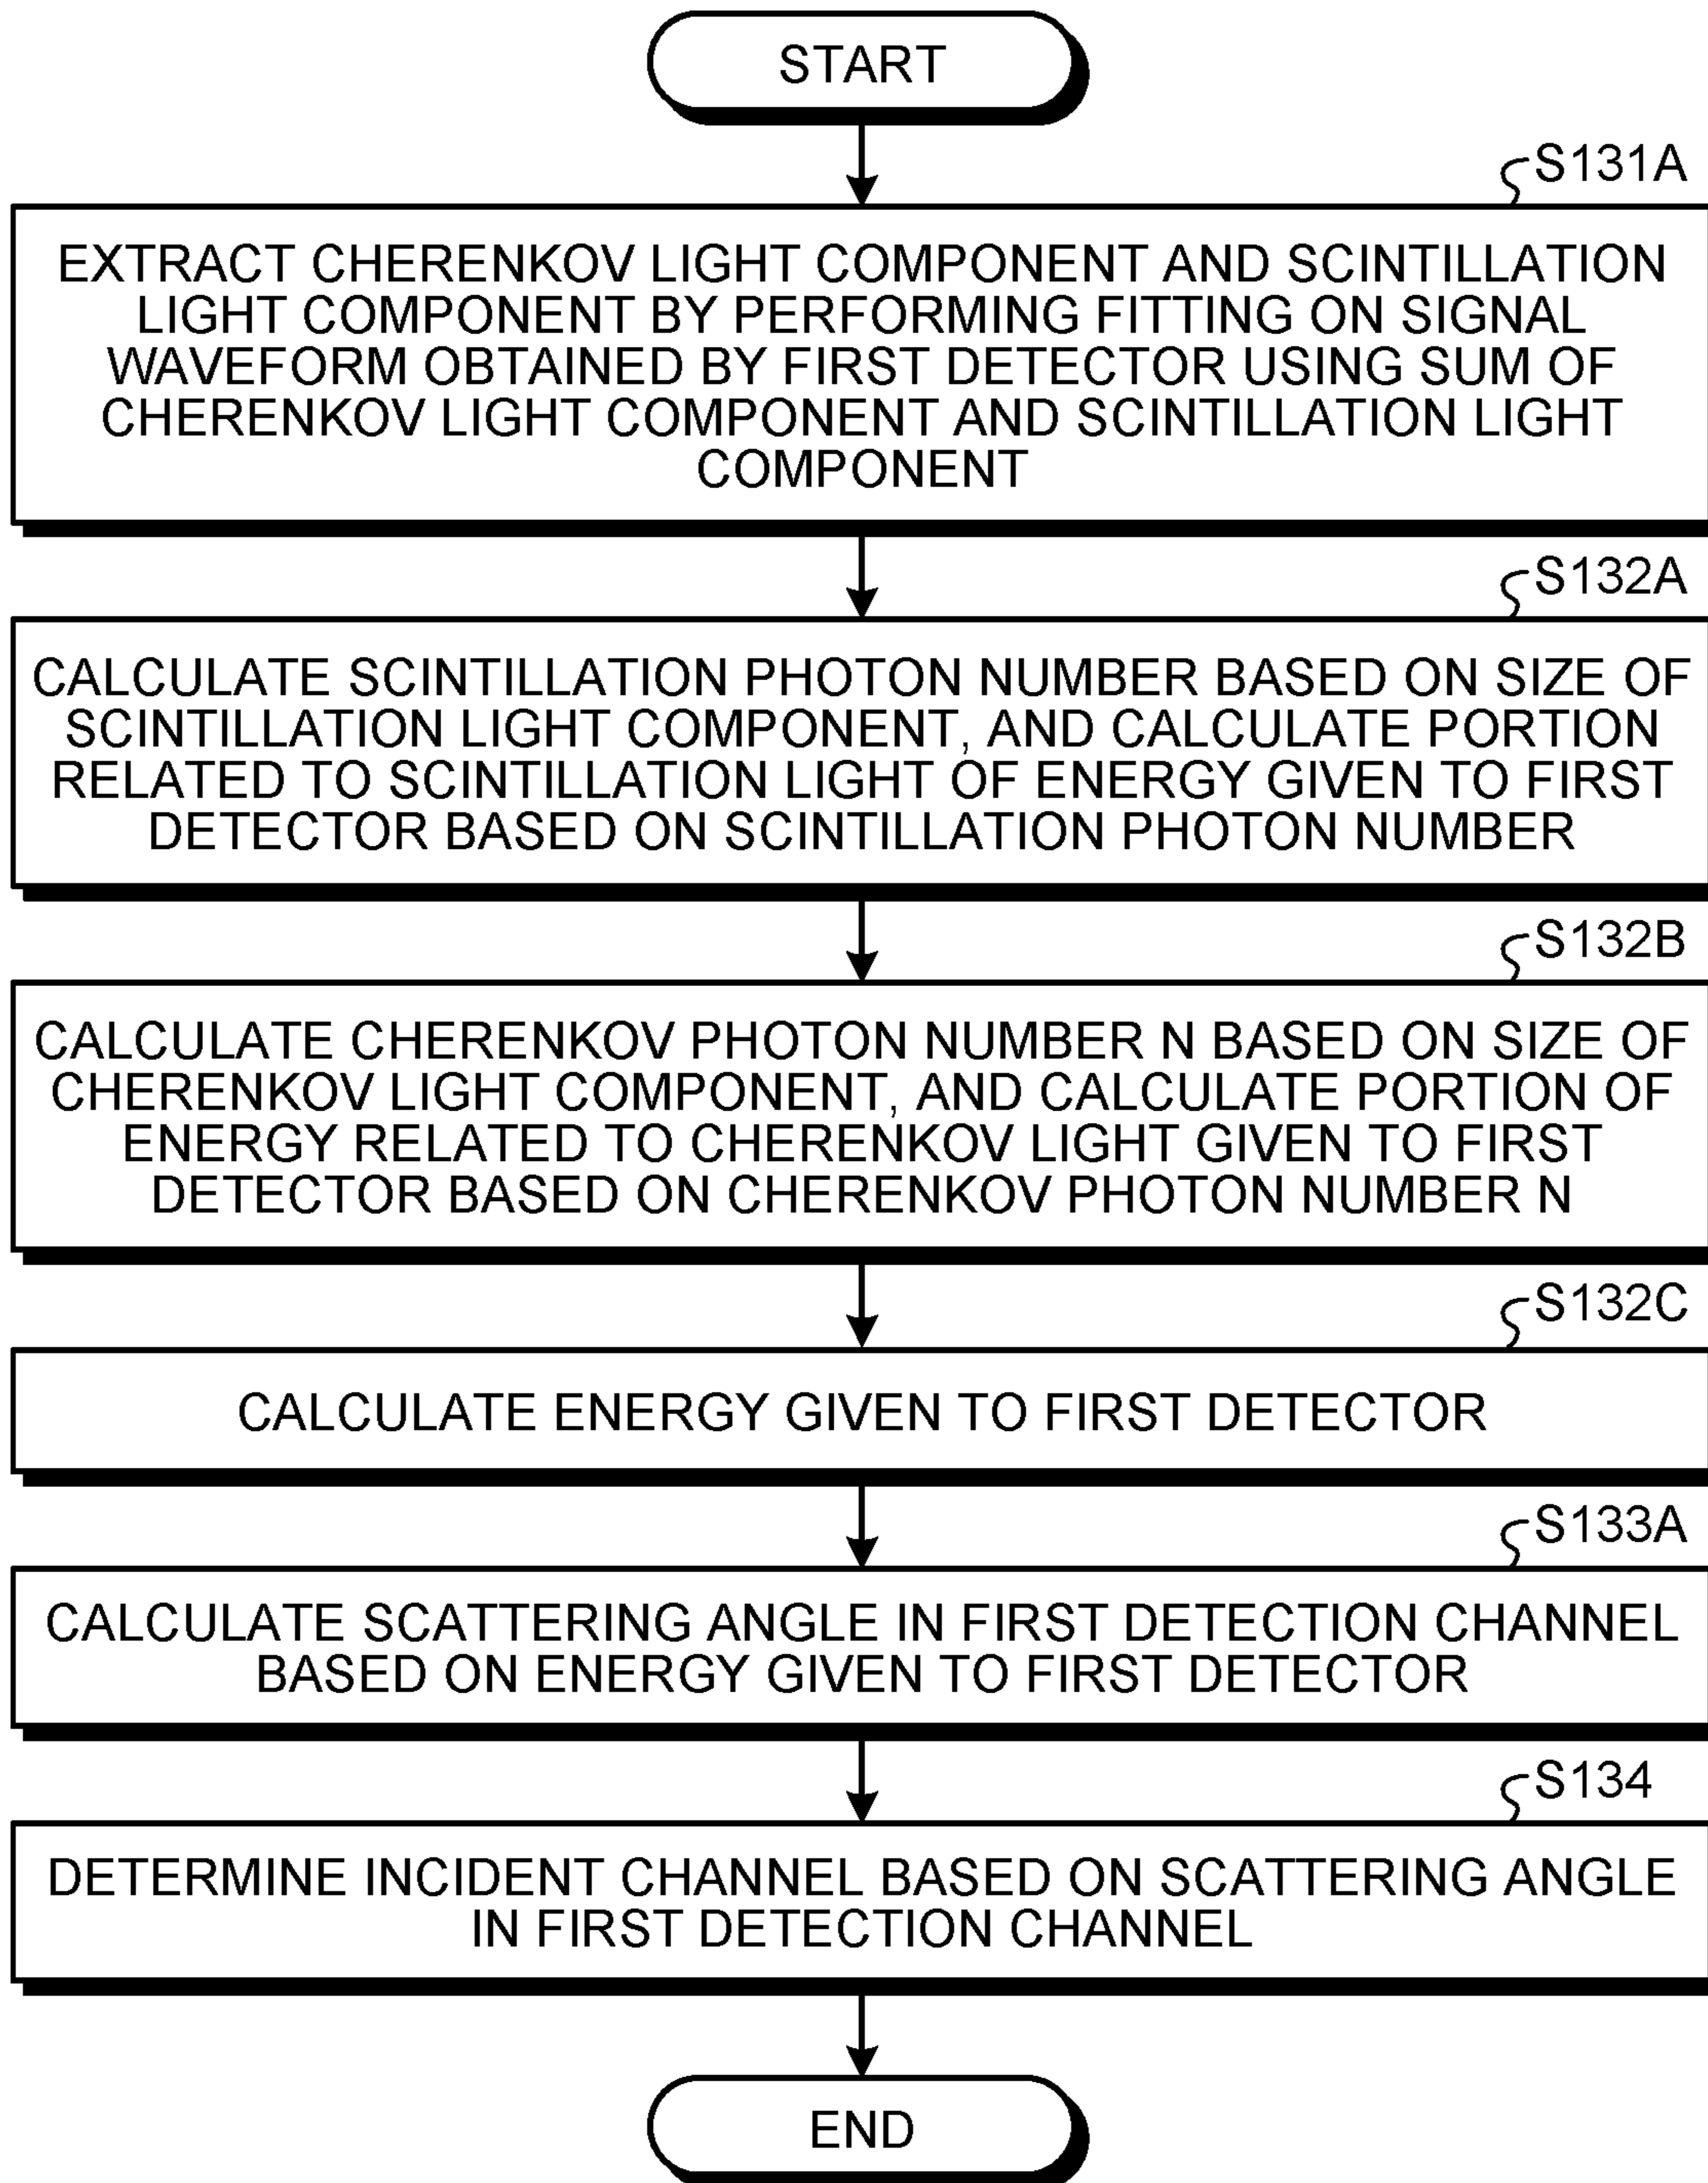 START
S131A
EXTRACT CHERENKOV LIGHT COMPONENT AND SCINTILLATION
LIGHT COMPONENT BY PERFORMING FITTING ON SIGNAL
WAVEFORM OBTAINED BY FIRST DETECTOR USING SUM OF
CHERENKOV LIGHT COMPONENT AND SCINTILLATION LIGHT
COMPONENT
S132A
CALCULATE SCINTILLATION PHOTON NUMBER BASED ON SIZE OF
SCINTILLATION LIGHT COMPONENT, AND CALCULATE PORTION
RELATED TO SCINTILLATION LIGHT OF ENERGY GIVEN TO FIRST
DETECTOR BASED ON SCINTILLATION PHOTON NUMBER
S132B
CALCULATE CHERENKOV PHOTON NUMBER N BASED ON SIZE OF
CHERENKOV LIGHT COMPONENT, AND CALCULATE PORTION OF
ENERGY RELATED TO CHERENKOV LIGHT GIVEN TO FIRST
DETECTOR BASED ON CHERENKOV PHOTON NUMBER N
S132C
CALCULATE ENERGY GIVEN TO FIRST DETECTOR
S133A
CALCULATE SCATTERING ANGLE IN FIRST DETECTION CHANNEL
BASED ON ENERGY GIVEN TO FIRST DETECTOR
S134
DETERMINE INCIDENT CHANNEL BASED ON SCATTERING ANGLE
IN FIRST DETECTION CHANNEL
END